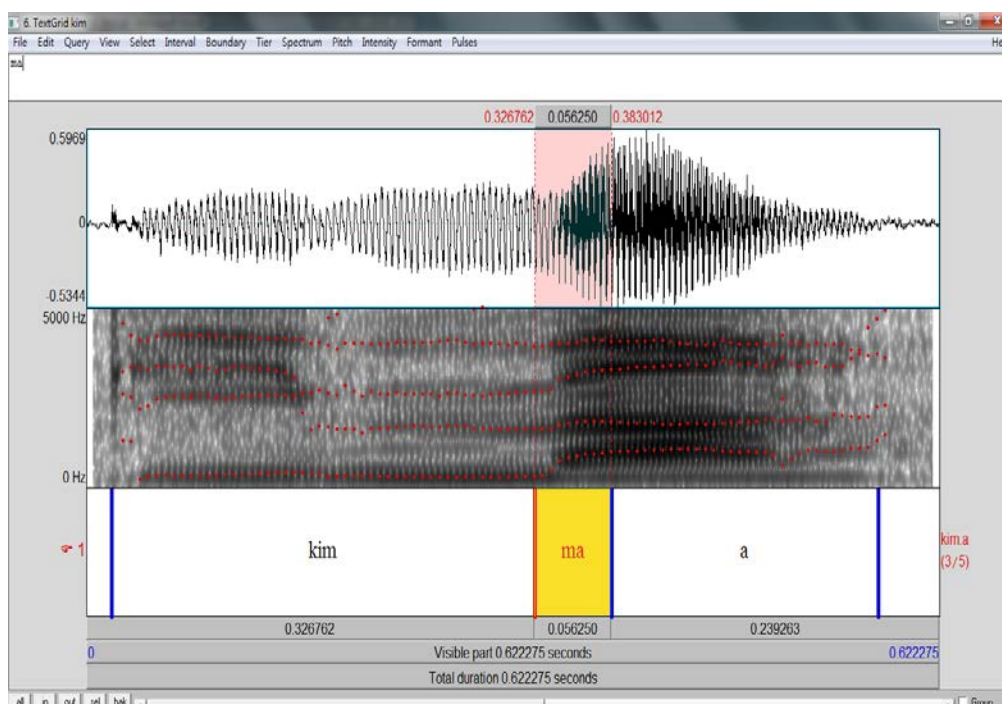 6. TextGrid kim
File Edit Query View Select Interval Boundary Tier Spectrum Pitch Intensity Formant Pulses He
ma
0.326762 0.056250 0.383012
0.5969
0
-0.5344
5000 Hz
0 Hz
1 kim ma a kim.a
(3/5)
0.326762 0.056250 0.239263
0 Visible part 0.622275 seconds 0.622275
Total duration 0.622275 seconds
all in out sel bak Group